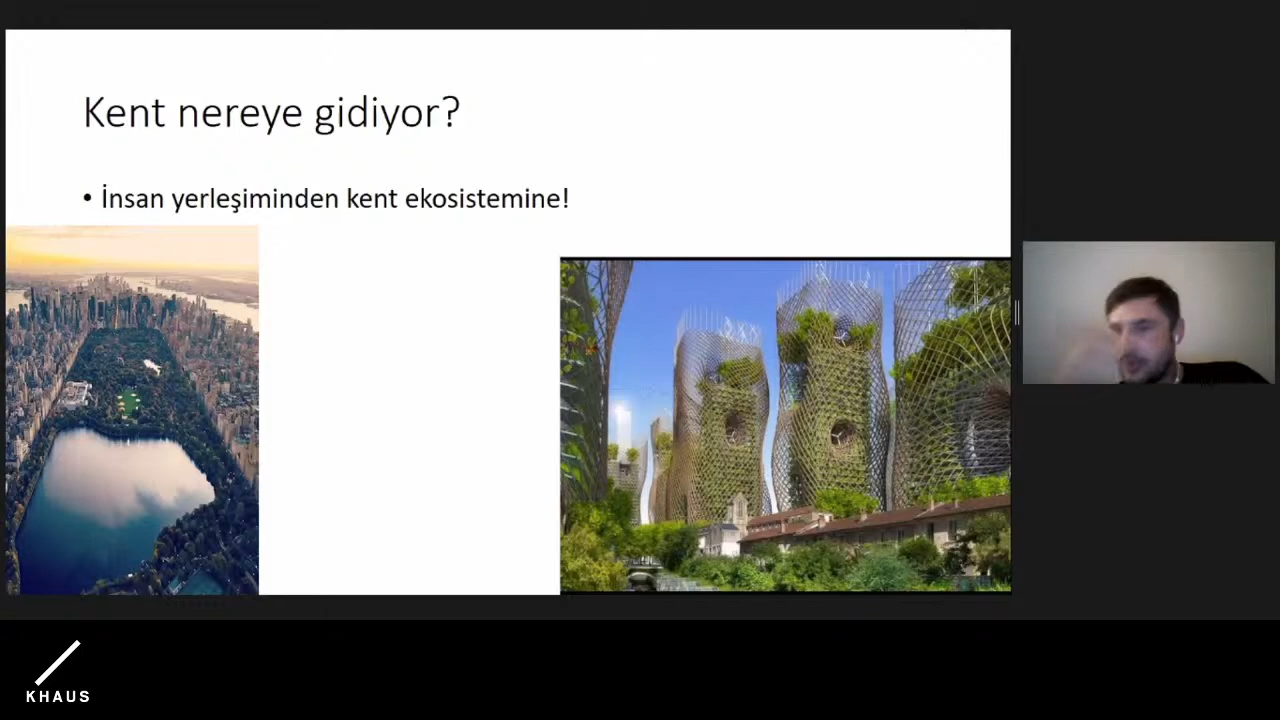 Kent nereye gidiyor?
• İnsan yerleşiminden kent ekosistemine!
KHAUS